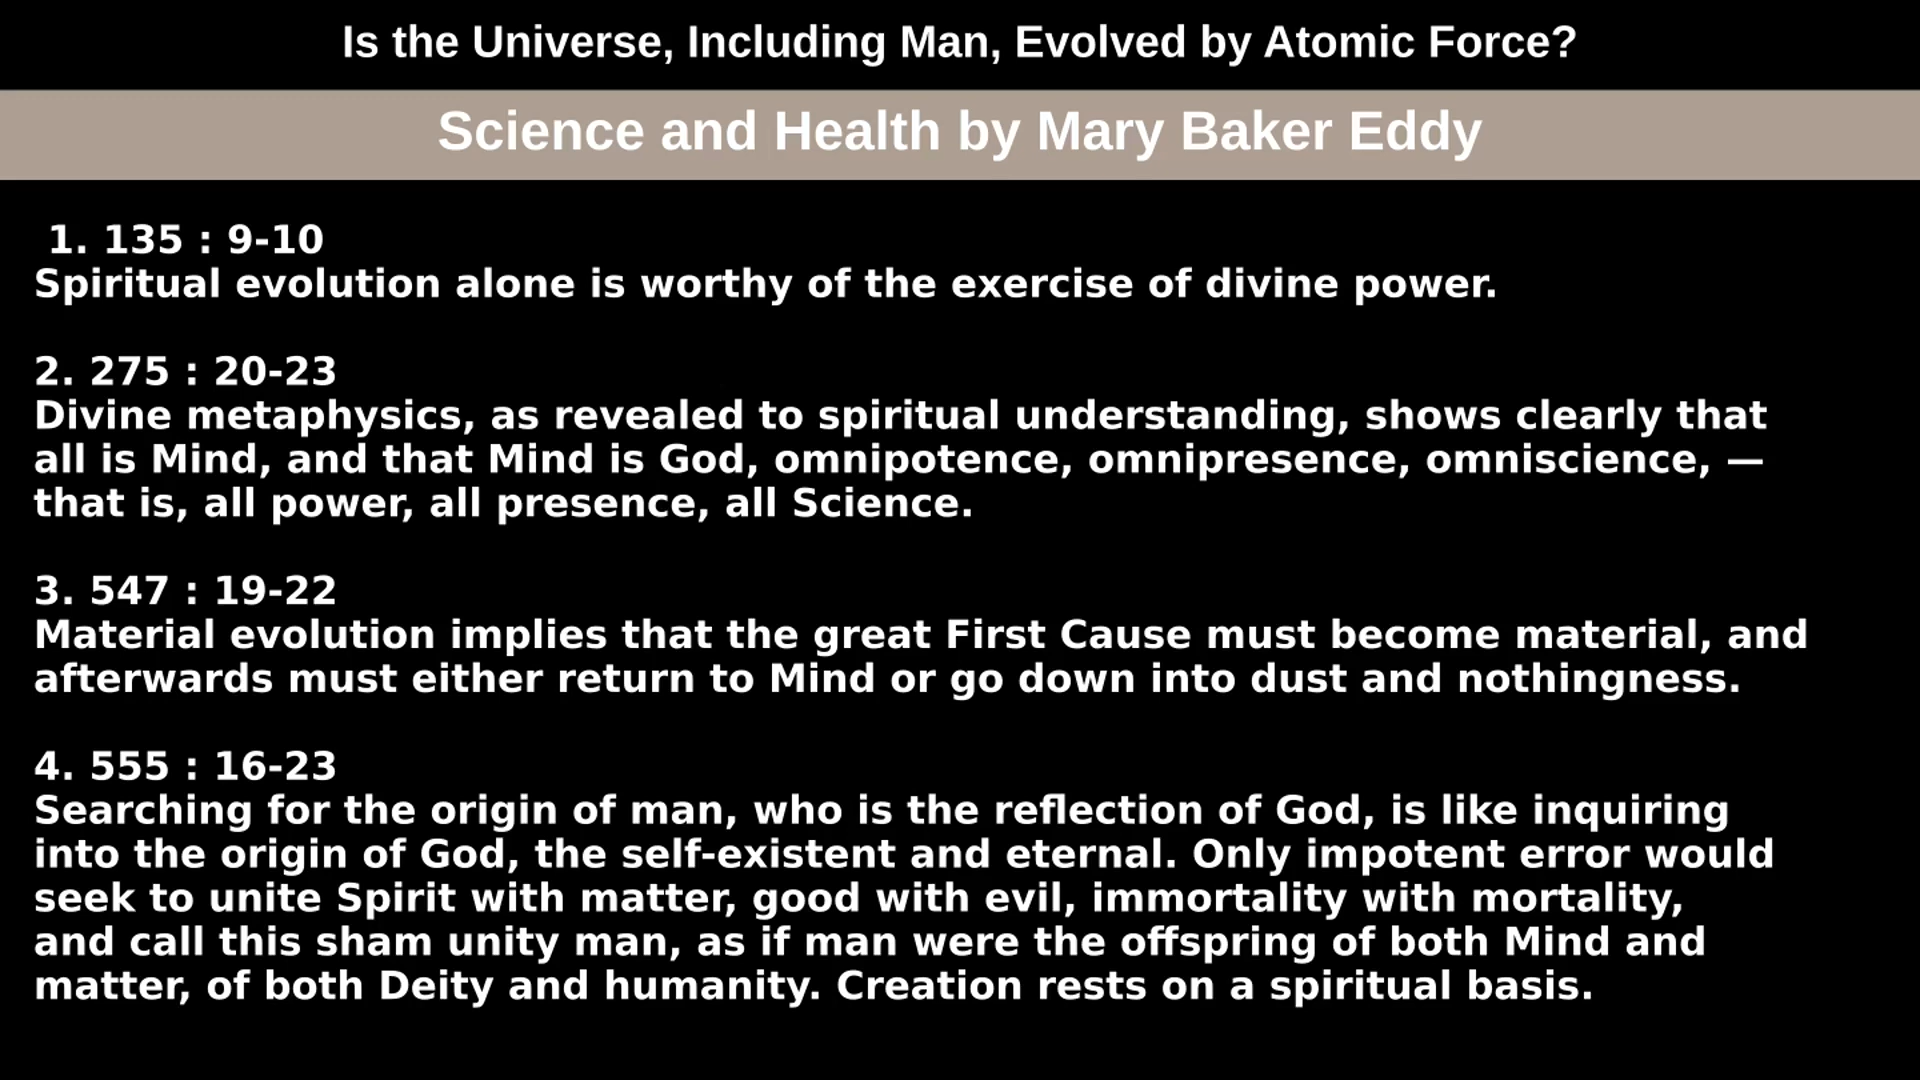 Is the Universe, Including Man, Evolved by Atomic Force?
Science and Health by Mary Baker Eddy
1. 135 : 9-10
Spiritual evolution alone is worthy of the exercise of divine power.
2. 275 : 20-23
Divine metaphysics, as revealed to spiritual understanding, shows clearly that
all is Mind, and that Mind is God, omnipotence, omnipresence, omniscience, —
that is, all power, all presence, all Science.
3. 547 : 19-22
Material evolution implies that the great First Cause must become material, and
afterwards must either return to Mind or go down into dust and nothingness.
4. 555 : 16-23
Searching for the origin of man, who is the reflection of God, is like inquiring
into the origin of God, the self-existent and eternal. Only impotent error would
seek to unite Spirit with matter, good with evil, immortality with mortality,
and call this sham unity man, as if man were the offspring of both Mind and
matter, of both Deity and humanity. Creation rests on a spiritual basis.